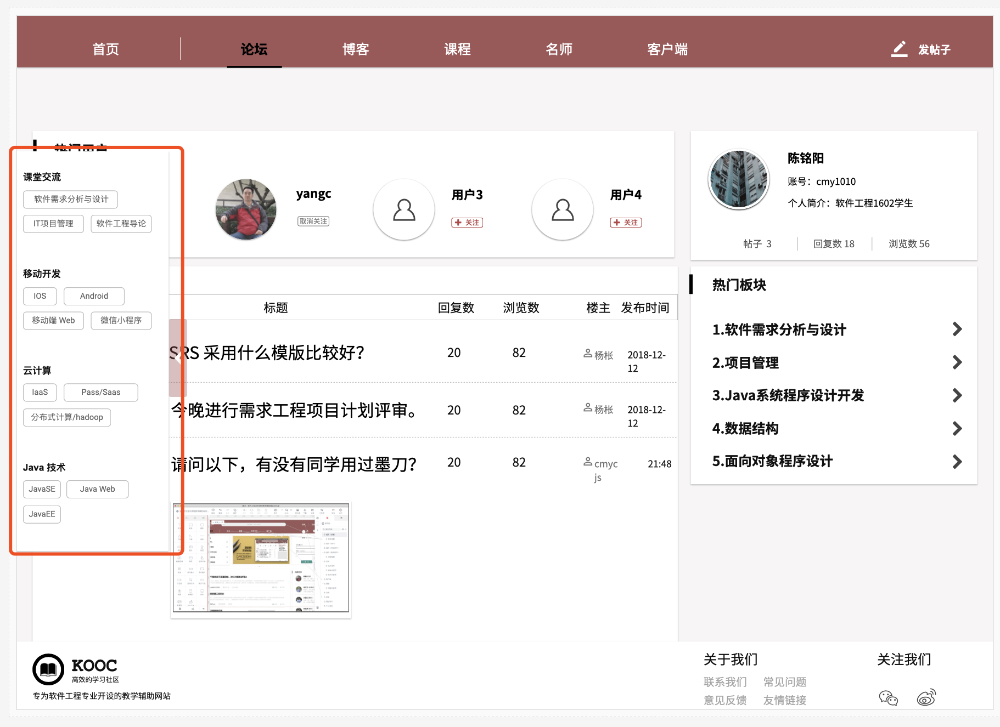 首页
论坛
博客
课程
名师
客户端
发帖子
热门用户
课堂交流
软件需求分析与设计
IT项目管理
软件工程导论
移动开发
IOS
Android
移动端 Web
微信小程序
云计算
IaaS
Pass/Saas
分布式计算/hadoop
Java 技术
JavaSE
Java Web
JavaEE
yangc
取消关注
用户3
关注
用户4
关注
陈铭阳
账号：cmy1010
个人简介：软件工程1602学生
帖子 3
回复数 18
浏览数 56
标题
回复数
浏览数
楼主
发布时间
SRS 采用什么模版比较好？
20
82
杨枨
2018-12-
12
今晚进行需求工程项目计划评审。
20
82
杨枨
2018-12-
12
请问以下，有没有同学用过墨刀？
20
82
cmyc
js
21:48
热门板块
1.软件需求分析与设计
2.项目管理
3.Java系统程序设计开发
4.数据结构
5.面向对象程序设计
KOOC
高效的学习社区
专为软件工程专业开设的教学辅助网站
关于我们
联系我们
常见问题
意见反馈
友情链接
关注我们